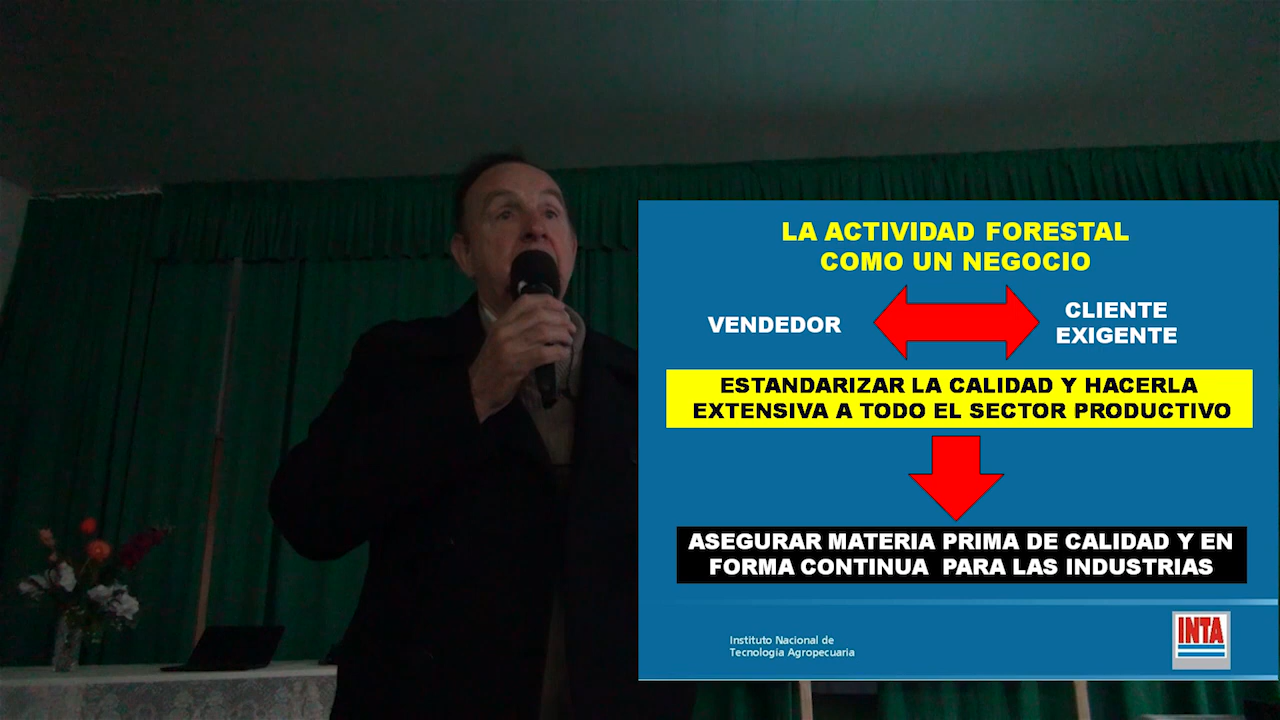 LA ACTIVIDAD FORESTAL
COMO UN NEGOCIO
VENDEDOR
CLIENTE
EXIGENTE
ESTANDARIZAR LA CALIDAD Y HACERLA
EXTENSIVA A TODO EL SECTOR PRODUCTIVO
ASEGURAR MATERIA PRIMA DE CALIDAD Y EN
FORMA CONTINUA PARA LAS INDUSTRIAS
Instituto Nacional de
Tecnología Agropecuaria
INTA